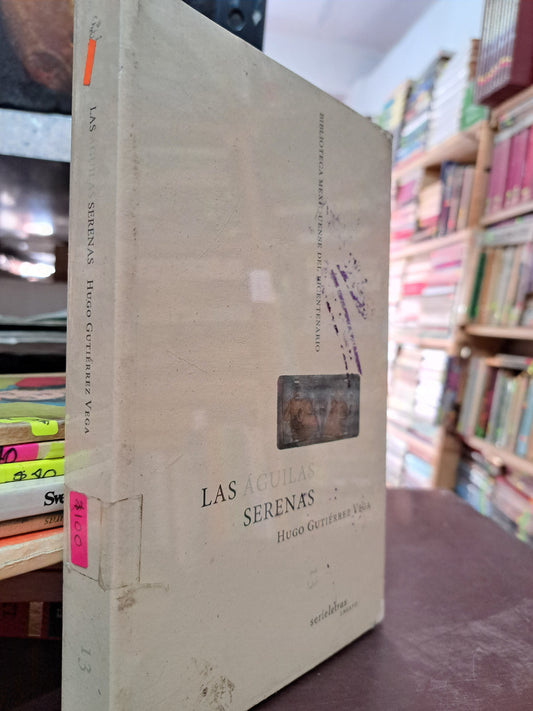 LAS ÁGUILAS SERENAS HUGO GUTIÉRREZ VEGA
$100
13
BIBLIOTECA MEXIQUENSE DEL BICENTENARIO
LAS ÁGUILAS
SERENAS
HUGO GUTIÉRREZ VEGA
serieletras